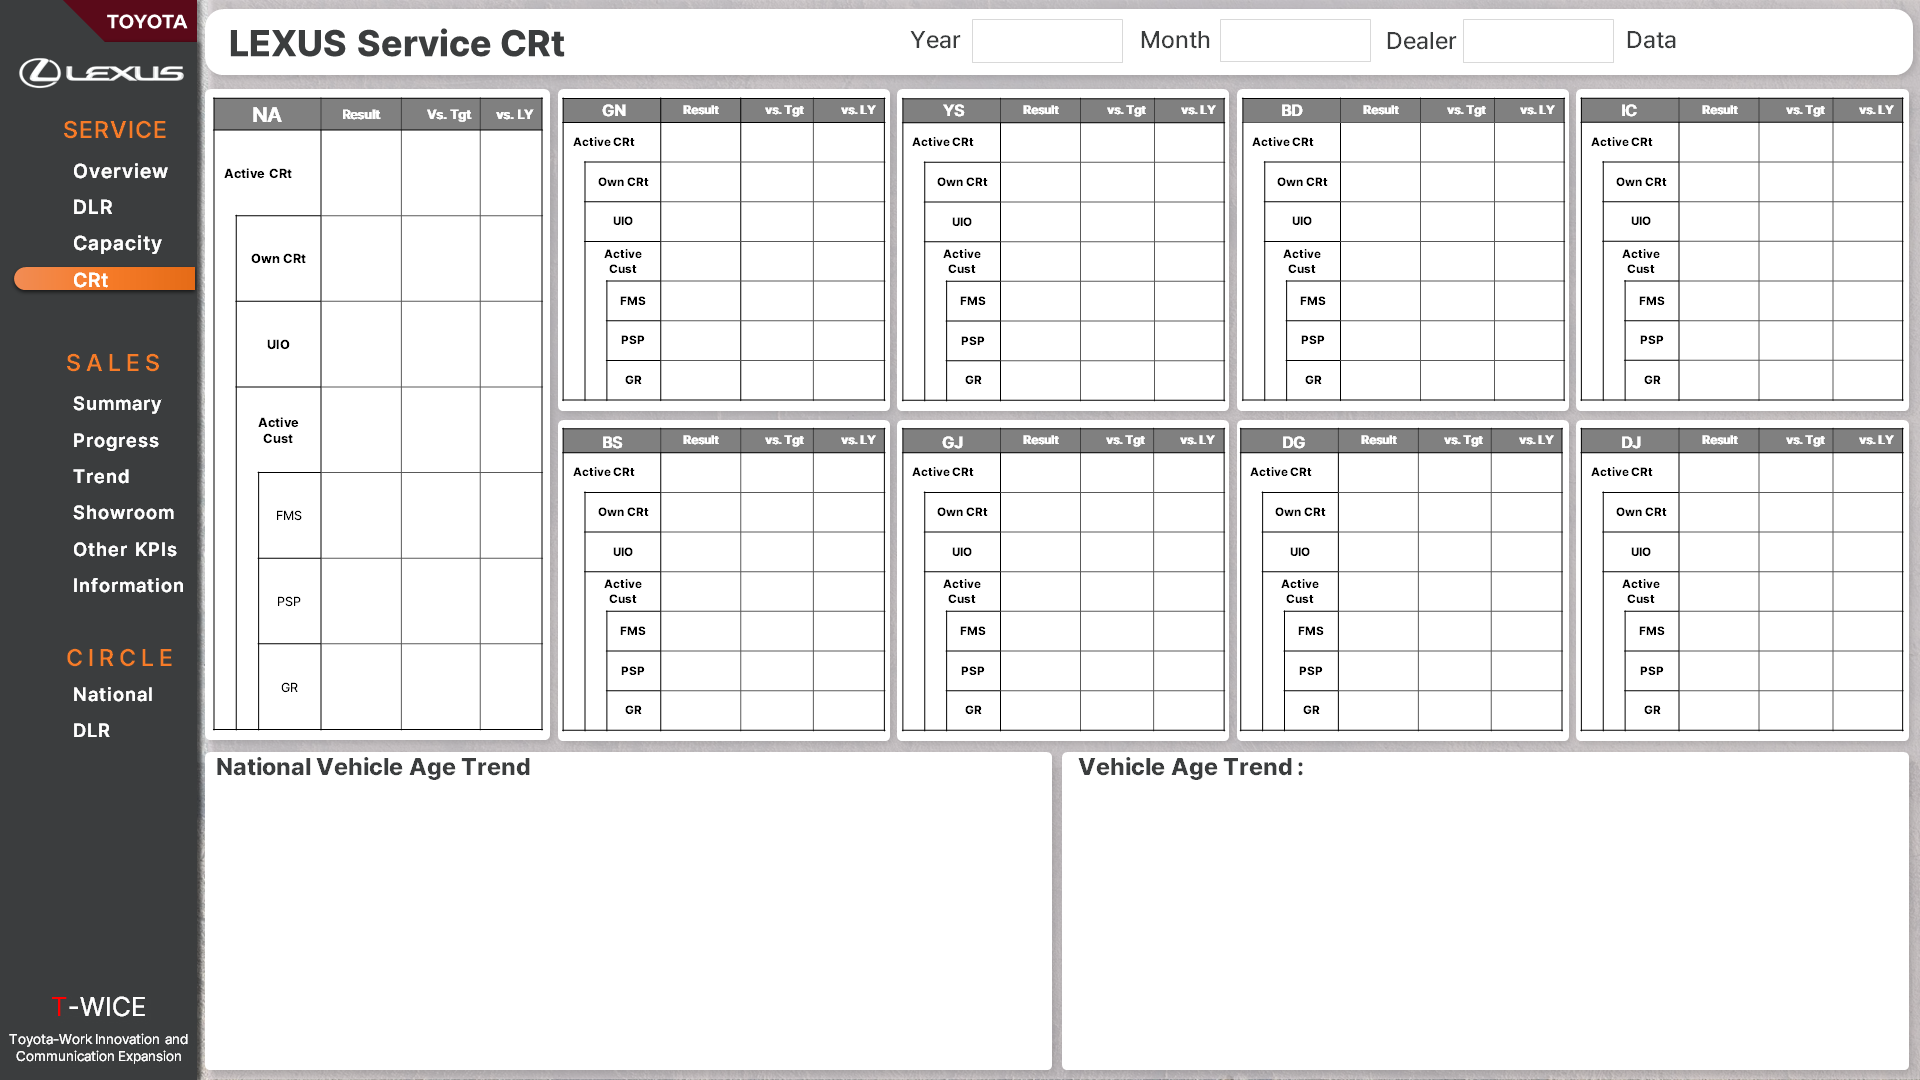 TOYOTA
LEXUS
SERVICE
Overview
DLR
Capacity
CRt
SALES
Summary
Progress
Trend
Showroom
Other KPIs
Information
CIRCLE
National
DLR
T-WICE
Toyota-Work Innovation and
Communication Expansion
LEXUS Service CRt
Year
Month
Dealer
Data
NA Result Vs. Tgt vs. LY
Active CRt
Own CRt
UIO
Active
Cust
FMS
PSP
GR
GN Result vs. Tgt vs. LY
Active CRt
Own CRt
UIO
Active
Cust
FMS
PSP
GR
YS Result vs. Tgt vs. LY
Active CRt
Own CRt
UIO
Active
Cust
FMS
PSP
GR
BD Result vs. Tgt vs. LY
Active CRt
Own CRt
UIO
Active
Cust
FMS
PSP
GR
IC Result vs. Tgt vs. LY
Active CRt
Own CRt
UIO
Active
Cust
FMS
PSP
GR
BS Result vs. Tgt vs. LY
Active CRt
Own CRt
UIO
Active
Cust
FMS
PSP
GR
GJ Result vs. Tgt vs. LY
Active CRt
Own CRt
UIO
Active
Cust
FMS
PSP
GR
DG Result vs. Tgt vs. LY
Active CRt
Own CRt
UIO
Active
Cust
FMS
PSP
GR
DJ Result vs. Tgt vs. LY
Active CRt
Own CRt
UIO
Active
Cust
FMS
PSP
GR
National Vehicle Age Trend
Vehicle Age Trend :